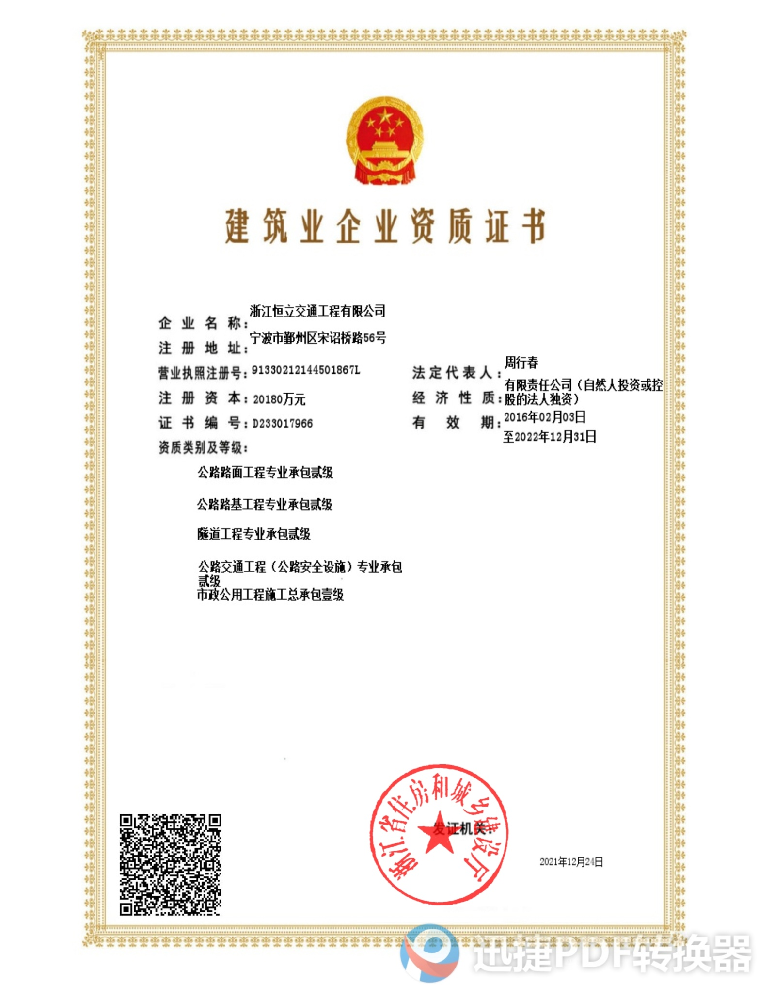 建筑业企业资质证书
企业名称：浙江恒立交通工程有限公司
注册地址：宁波市鄞州区宋诏桥路56号
营业执照注册号：91330212144501867L
法定代表人：周行春
注册资本：20180万元
经济性质：有限责任公司（自然人投资或控
股的法人独资）
证书编号：D233017966
有效期：2016年02月03日
至2022年12月31日
资质类别及等级：
公路路面工程专业承包贰级
公路路基工程专业承包贰级
隧道工程专业承包贰级
公路交通工程（公路安全设施）专业承包
贰级
市政公用工程施工总承包壹级
浙江省住房和城乡建设厅
发证机关：
2021年12月24日
迅捷PDF转换器